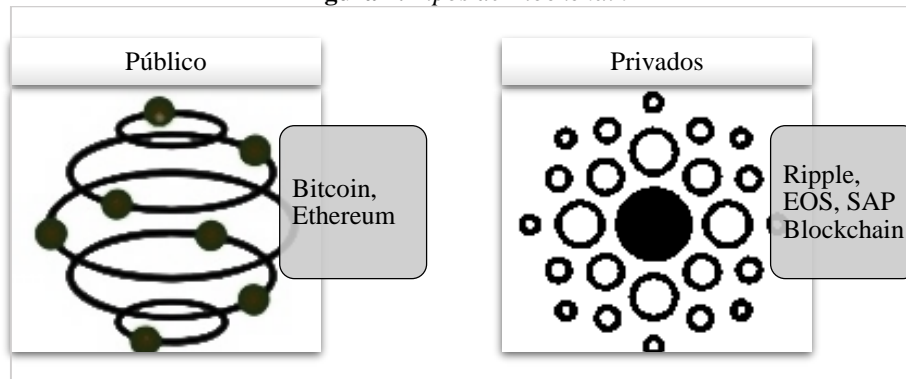 Público
Privados
Bitcoin,
Ethereum
Ripple,
EOS, SAP
Blockchain